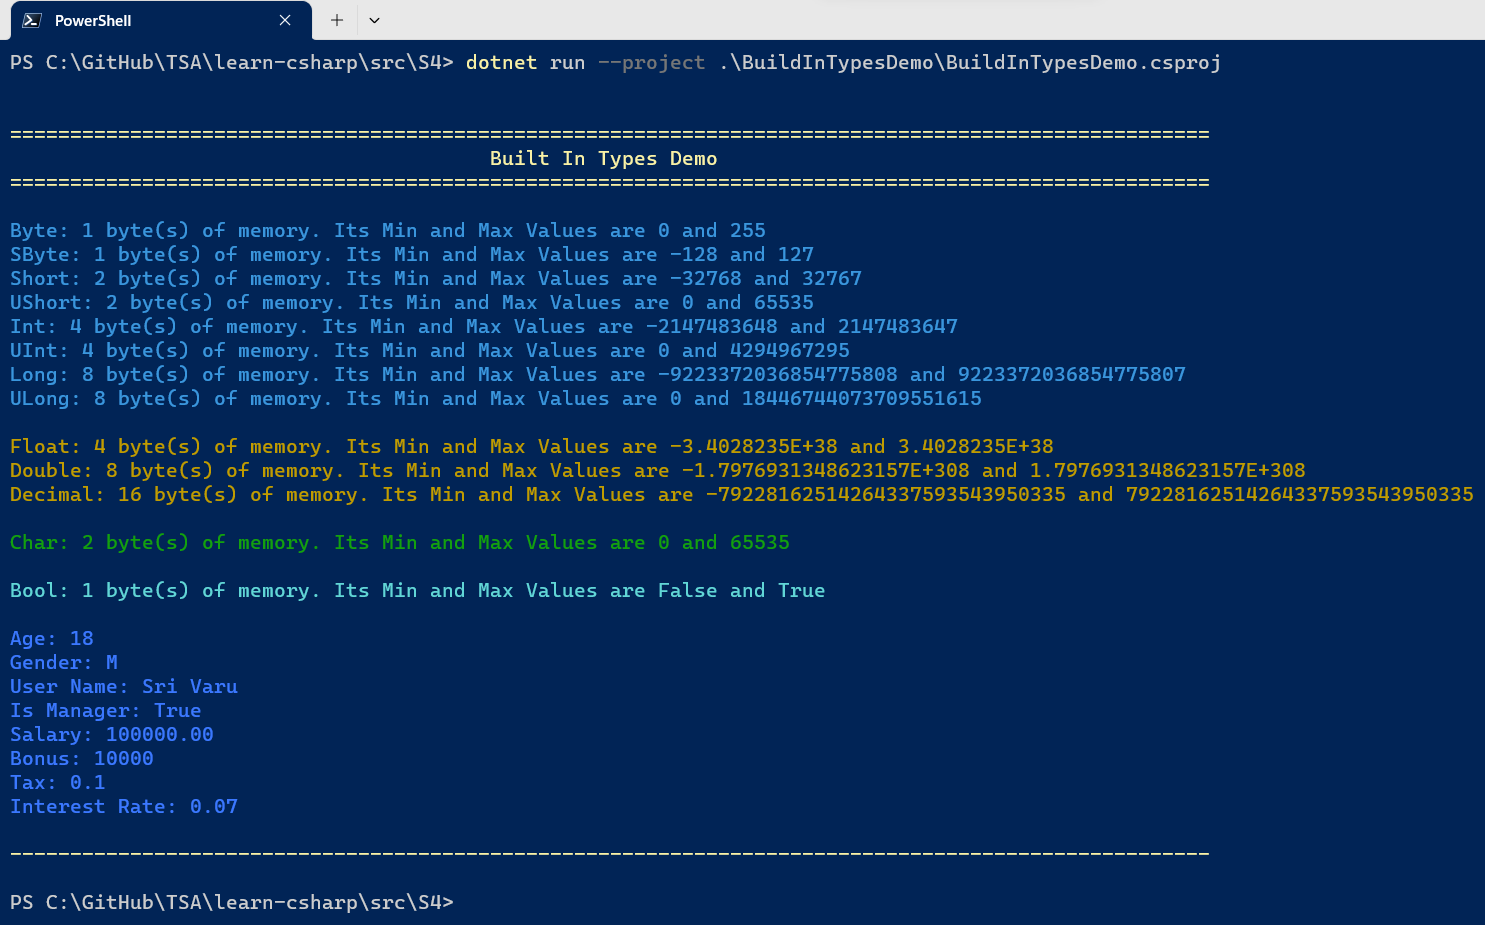 PowerShell
PS C:\GitHub\TSA\learn-csharp\src\S4> dotnet run --project .\BuildInTypesDemo\BuildInTypesDemo.csproj
====================================================================================================
Built In Types Demo
====================================================================================================
Byte: 1 byte(s) of memory. Its Min and Max Values are 0 and 255
SByte: 1 byte(s) of memory. Its Min and Max Values are -128 and 127
Short: 2 byte(s) of memory. Its Min and Max Values are -32768 and 32767
UShort: 2 byte(s) of memory. Its Min and Max Values are 0 and 65535
Int: 4 byte(s) of memory. Its Min and Max Values are -2147483648 and 2147483647
UInt: 4 byte(s) of memory. Its Min and Max Values are 0 and 4294967295
Long: 8 byte(s) of memory. Its Min and Max Values are -9223372036854775808 and 9223372036854775807
ULong: 8 byte(s) of memory. Its Min and Max Values are 0 and 18446744073709551615
Float: 4 byte(s) of memory. Its Min and Max Values are -3.4028235E+38 and 3.4028235E+38
Double: 8 byte(s) of memory. Its Min and Max Values are -1.7976931348623157E+308 and 1.7976931348623157E+308
Decimal: 16 byte(s) of memory. Its Min and Max Values are -79228162514264337593543950335 and 79228162514264337593543950335
Char: 2 byte(s) of memory. Its Min and Max Values are 0 and 65535
Bool: 1 byte(s) of memory. Its Min and Max Values are False and True
Age: 18
Gender: M
User Name: Sri Varu
Is Manager: True
Salary: 100000.00
Bonus: 10000
Tax: 0.1
Interest Rate: 0.07
----------------------------------------------------------------------------------------------------
PS C:\GitHub\TSA\learn-csharp\src\S4>